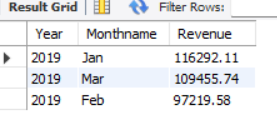 Result Grid Filter Rows:
Year Monthname Revenue
2019 Jan 116292.11
2019 Mar 109455.74
2019 Feb 97219.58